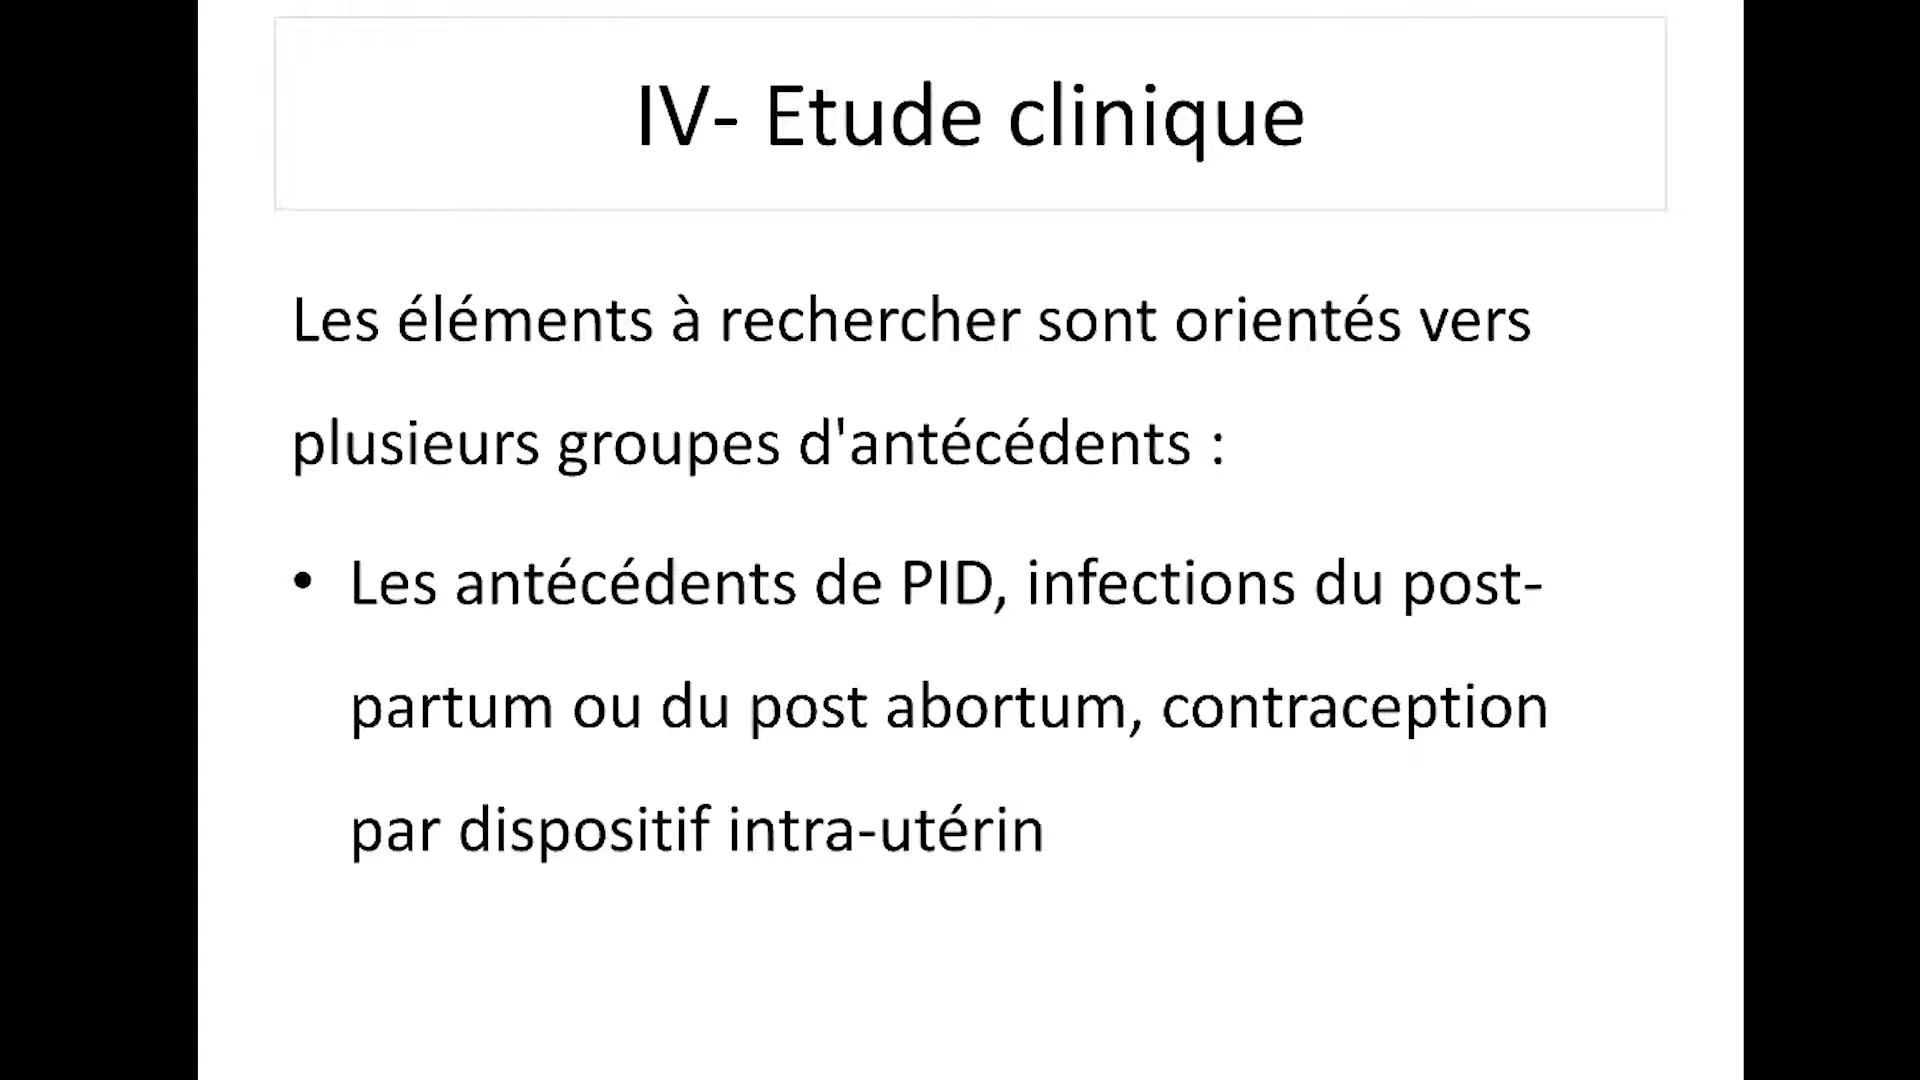 IV- Etude clinique
Les éléments à rechercher sont orientés vers
plusieurs groupes d'antécédents :
• Les antécédents de PID, infections du post-
partum ou du post abortum, contraception
par dispositif intra-utérin